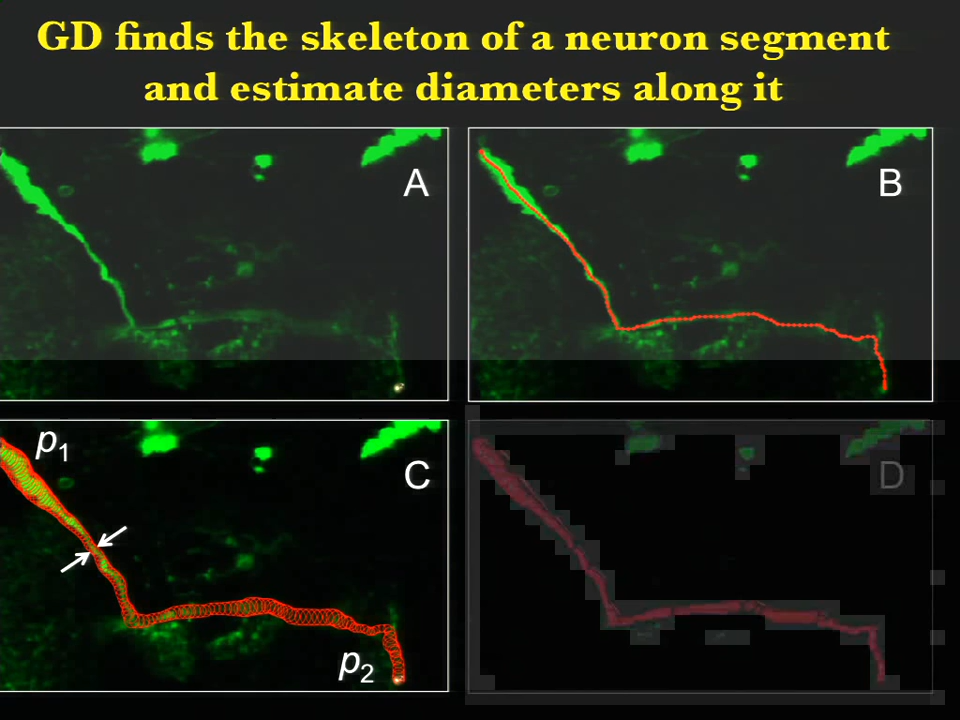 GD finds the skeleton of a neuron segment
and estimate diameters along it
A
B
p1
C
D
p2